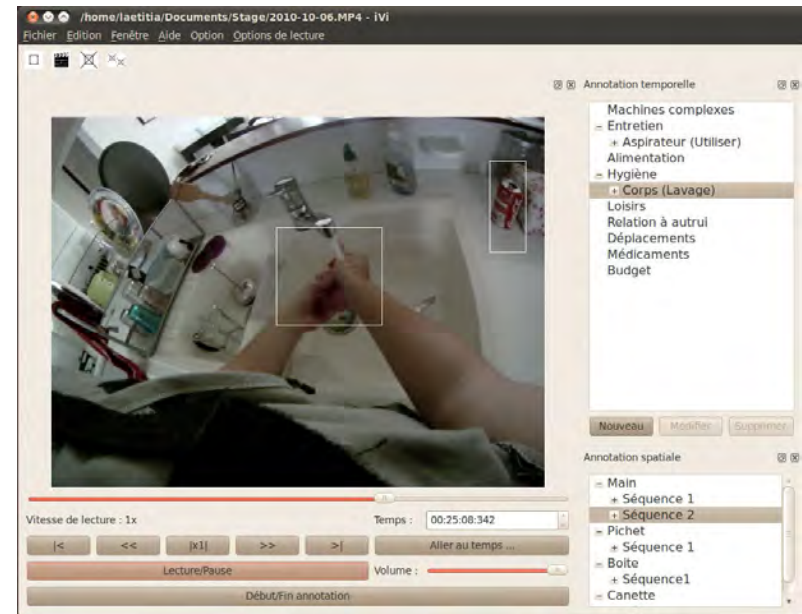 /home/laetitia/Documents/Stage/2010-10-06.MP4 - iVi
Fichier Edition Fenêtre Aide Option Options de lecture
Annotation temporelle
Machines complexes
Entretien
Aspirateur (Utiliser)
Alimentation
Hygiène
Corps (Lavage)
Loisirs
Relation à autrui
Déplacements
Médicaments
Budget
Nouveau Modifier Supprimer
Annotation spatiale
Main
Séquence 1
Séquence 2
Pichet
Séquence 1
Boite
Séquence1
Canette
Vitesse de lecture : 1x
Temps : 00:25:08:342
|< << |x1| >> >| Aller au temps ...
Lecture/Pause Volume :
Début/Fin annotation